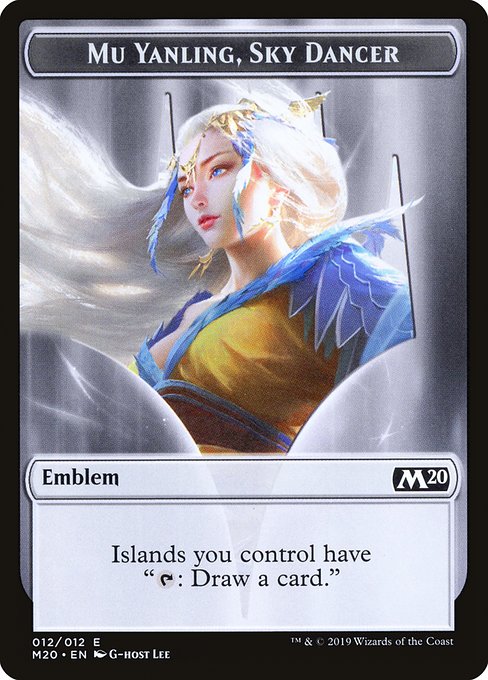 Mu Yanling, Sky Dancer
Emblem
M20
Islands you control have
“: Draw a card.”
012/012 E
M20 • EN G-host Lee
™ & © 2019 Wizards of the Coast